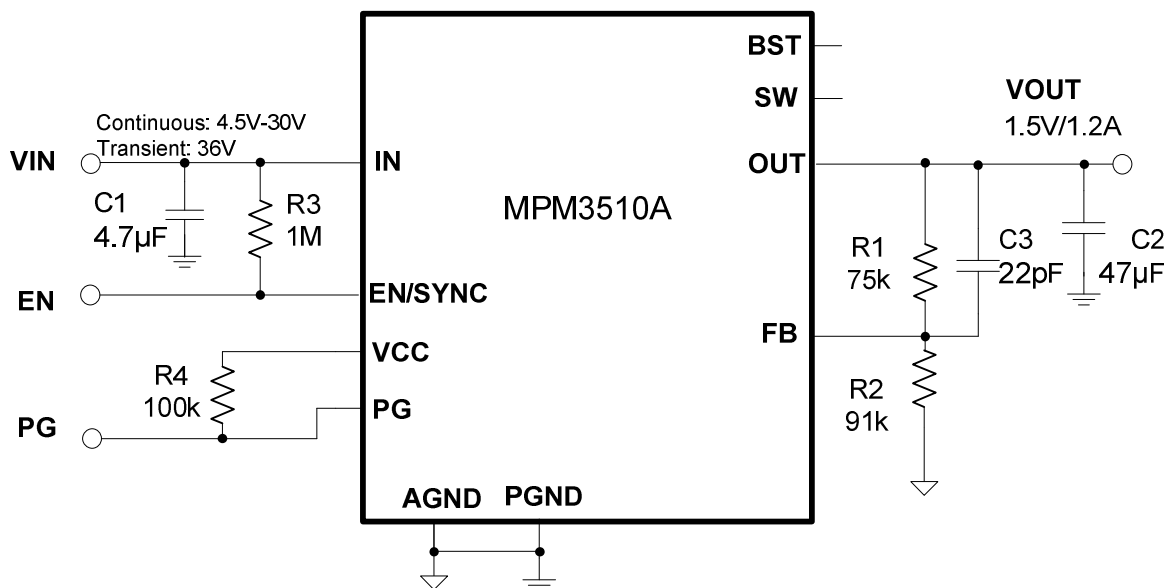 BST
SW
VOUT
1.5V/1.2A
Continuous: 4.5V-30V
Transient: 36V
VIN
IN
OUT
MPM3510A
C1
4.7µF
R3
1M
R1
75k
C3
22pF
C2
47µF
EN
EN/SYNC
FB
VCC
R4
100k
PG
PG
R2
91k
AGND
PGND